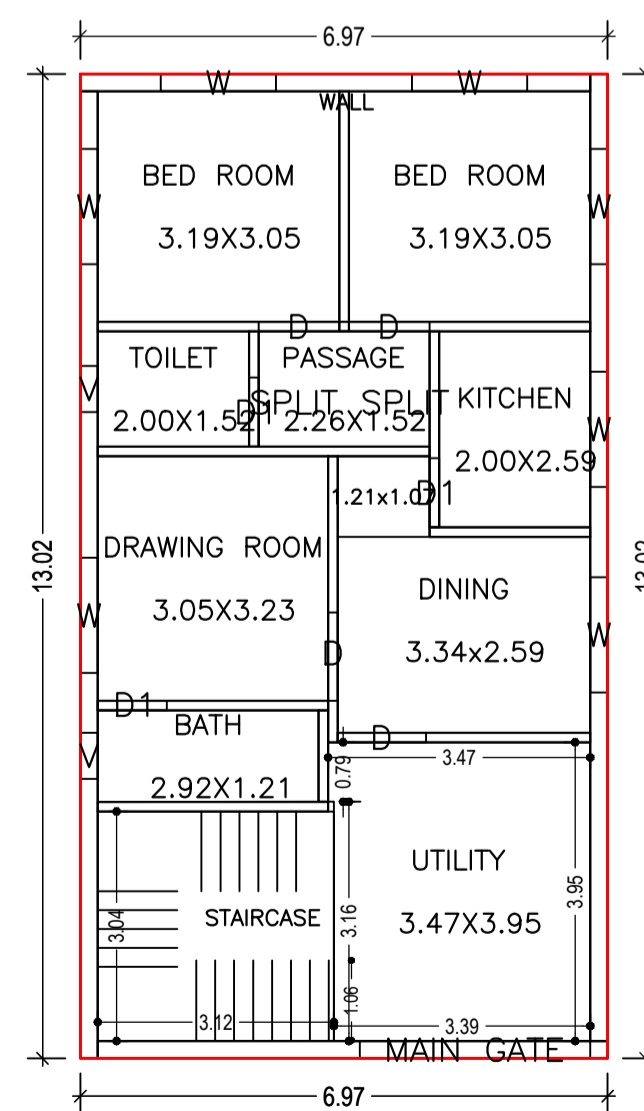 6.97
W W
WALL
BED ROOM BED ROOM
W W
3.19X3.05 3.19X3.05
D D
TOILET PASSAGE
V SPLIT SPLIT KITCHEN
2.00X1.52 D1 2.26X1.52
W
2.00X2.59
1.21x1.07 D1
13.02 13.02
DRAWING ROOM
DINING
3.05X3.23
W W
D 3.34x2.59
D1
BATH
D
V 0.79 3.47
2.92X1.21
UTILITY
3.95
STAIRCASE 3.16 3.47X3.95
3.04
1.06
3.12 3.39
MAIN GATE
6.97